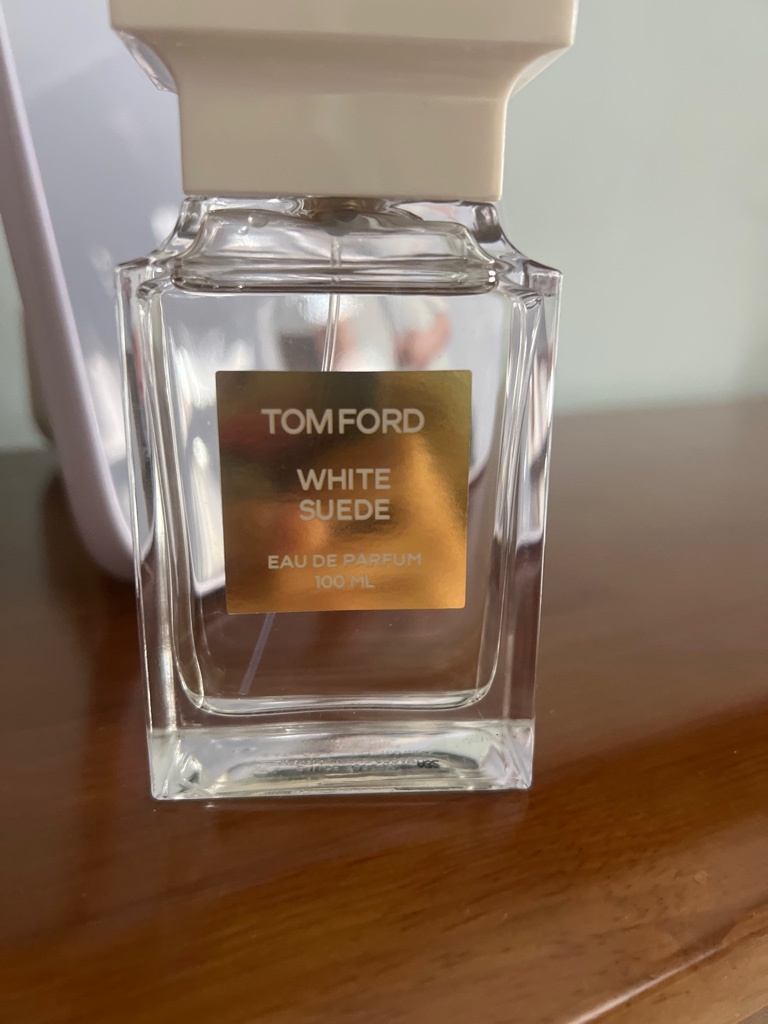 TOM FORD
WHITE
SUEDE
EAU DE PARFUM
100 ML